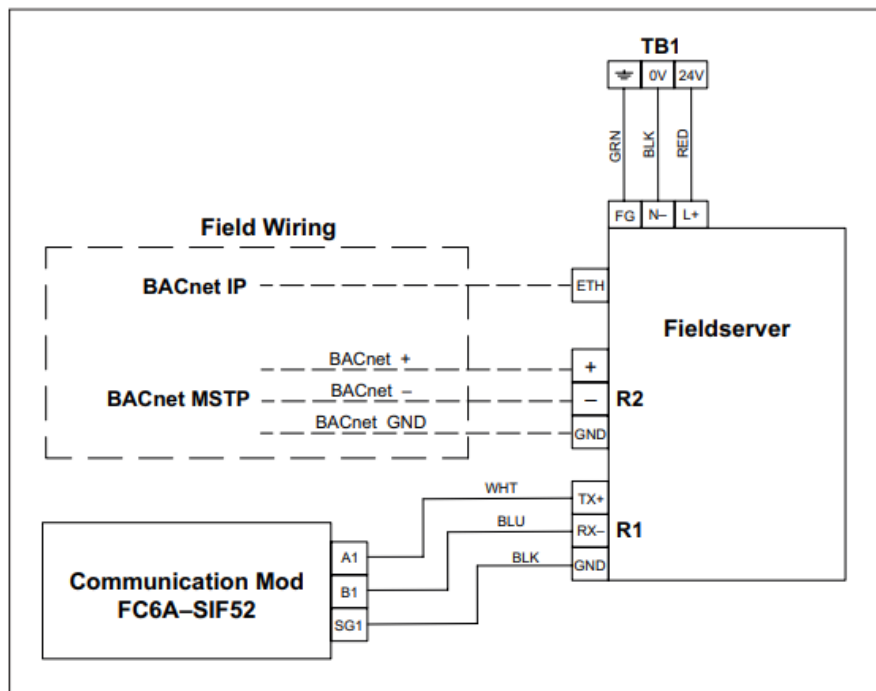 TB1
0V 24V
GRN BLK RED
FG N– L+
Field Wiring
BACnet IP
ETH
Fieldserver
BACnet +
+
BACnet MSTP
BACnet –
–
R2
BACnet GND
GND
WHT
TX+
BLU
RX–
R1
BLK
GND
Communication Mod
FC6A–SIF52
A1
B1
SG1